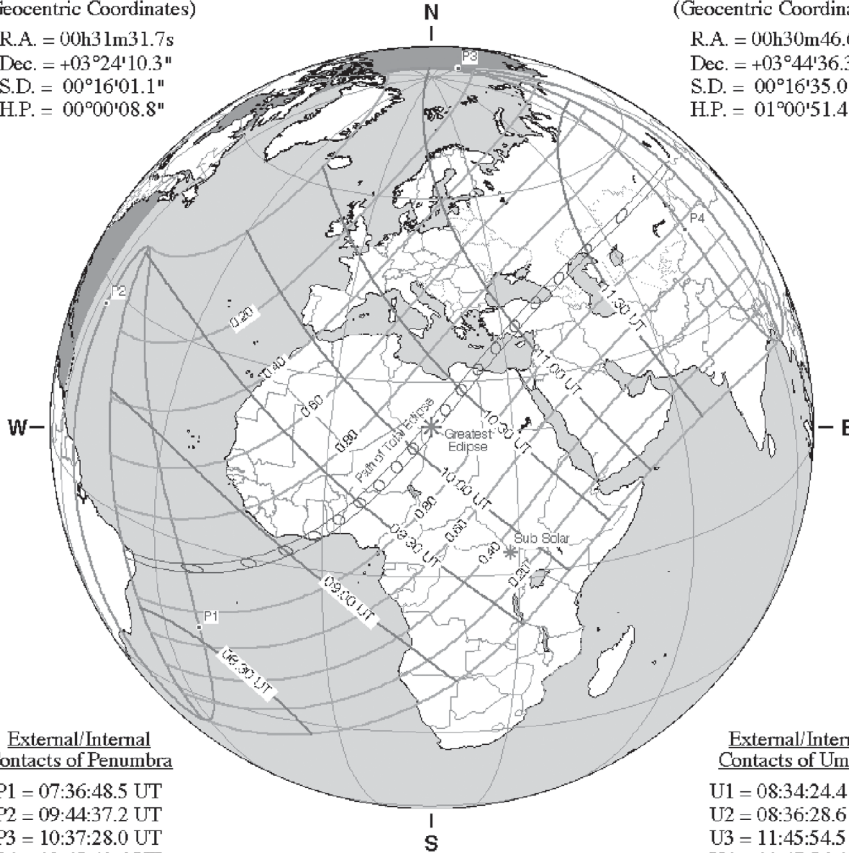 eocentric Coordinates)
R.A. = 00h31m31.7s
Dec. = +03°24'10.3"
S.D. = 00°16'01.1"
H.P. = 00°00'08.8"
N
(Geocentric Coordina
R.A. = 00h30m46.
Dec. = +03°44'36.3
S.D. = 00°16'35.0
H.P. = 01°00'51.4
P3
P4
P2
0.20
11:30 UT
0.40
11:00 UT
0.60
0.80
Path of Total Eclipse
10:30 UT
W
Greatest
Eclipse
10:00 UT
0.80
0.60
09:30 UT
Sub Solar
0.40
0.20
09:00 UT
P1
08:30 UT
External/Internal
ontacts of Penumbra
P1 = 07:36:48.5 UT
P2 = 09:44:37.2 UT
P3 = 10:37:28.0 UT
External/Intern
Contacts of Um
U1 = 08:34:24.4
U2 = 08:36:28.6
U3 = 11:45:54.5
S